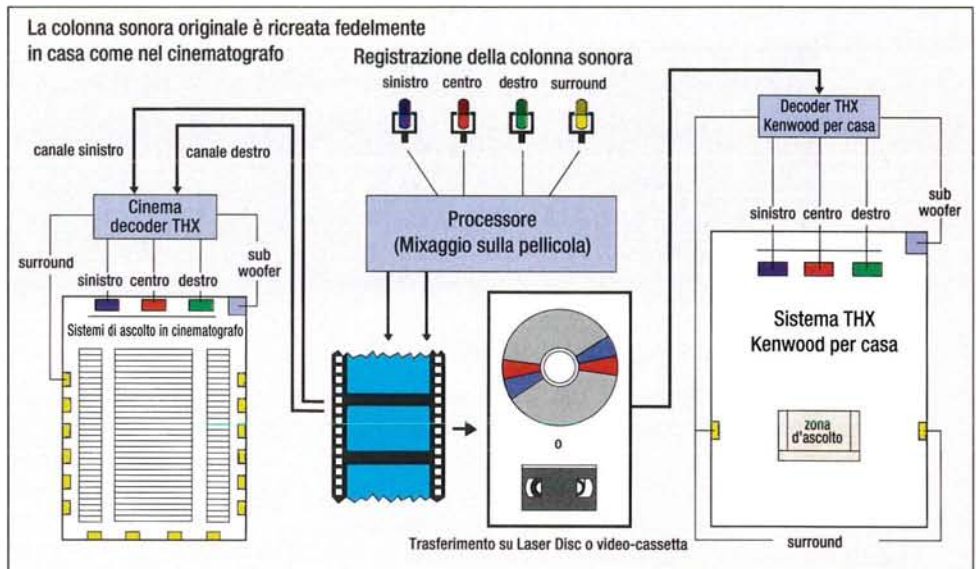 La colonna sonora originale è ricreata fedelmente
in casa come nel cinematografo
Registrazione della colonna sonora
sinistro centro destro surround
Decoder THX
Kenwood per casa
canale sinistro
canale destro
Cinema
decoder THX
Processore
(Mixaggio sulla pellicola)
surround
sinistro centro destro
sub
woofer
Sistemi di ascolto in cinematografo
sinistro centro destro
sub
woofer
Sistema THX
Kenwood per casa
zona
d'ascolto
o
Trasferimento su Laser Disc o video-cassetta
surround